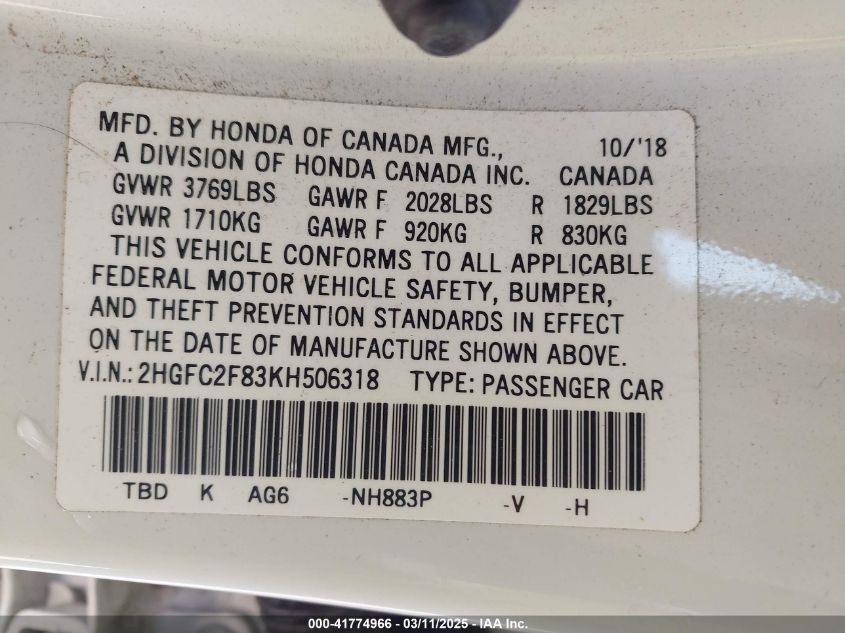 MFD. BY HONDA OF CANADA MFG., 10/'18
A DIVISION OF HONDA CANADA INC. CANADA
GVWR 3769LBS GAWR F 2028LBS R 1829LBS
GVWR 1710KG GAWR F 920KG R 830KG
THIS VEHICLE CONFORMS TO ALL APPLICABLE
FEDERAL MOTOR VEHICLE SAFETY, BUMPER,
AND THEFT PREVENTION STANDARDS IN EFFECT
ON THE DATE OF MANUFACTURE SHOWN ABOVE.
V.I.N.: 2HGFC2F83KH506318 TYPE: PASSENGER CAR
TBD K AG6 -NH883P -V -H
000-41774966 - 03/11/2025 - IAA Inc.